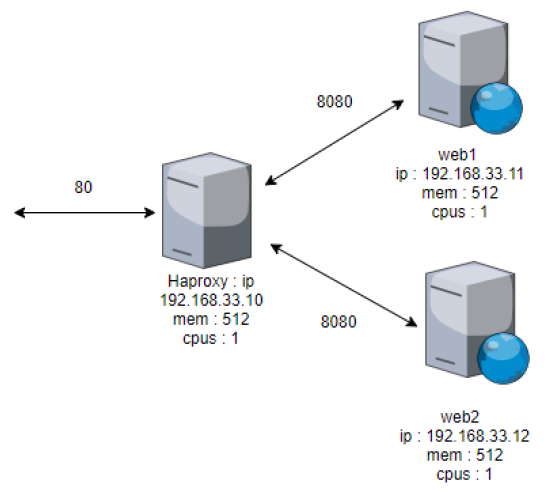 80
8080
Haproxy : ip
192.168.33.10
mem : 512
cpus : 1
web1
ip : 192.168.33.11
mem : 512
cpus : 1
8080
web2
ip : 192.168.33.12
mem : 512
cpus : 1